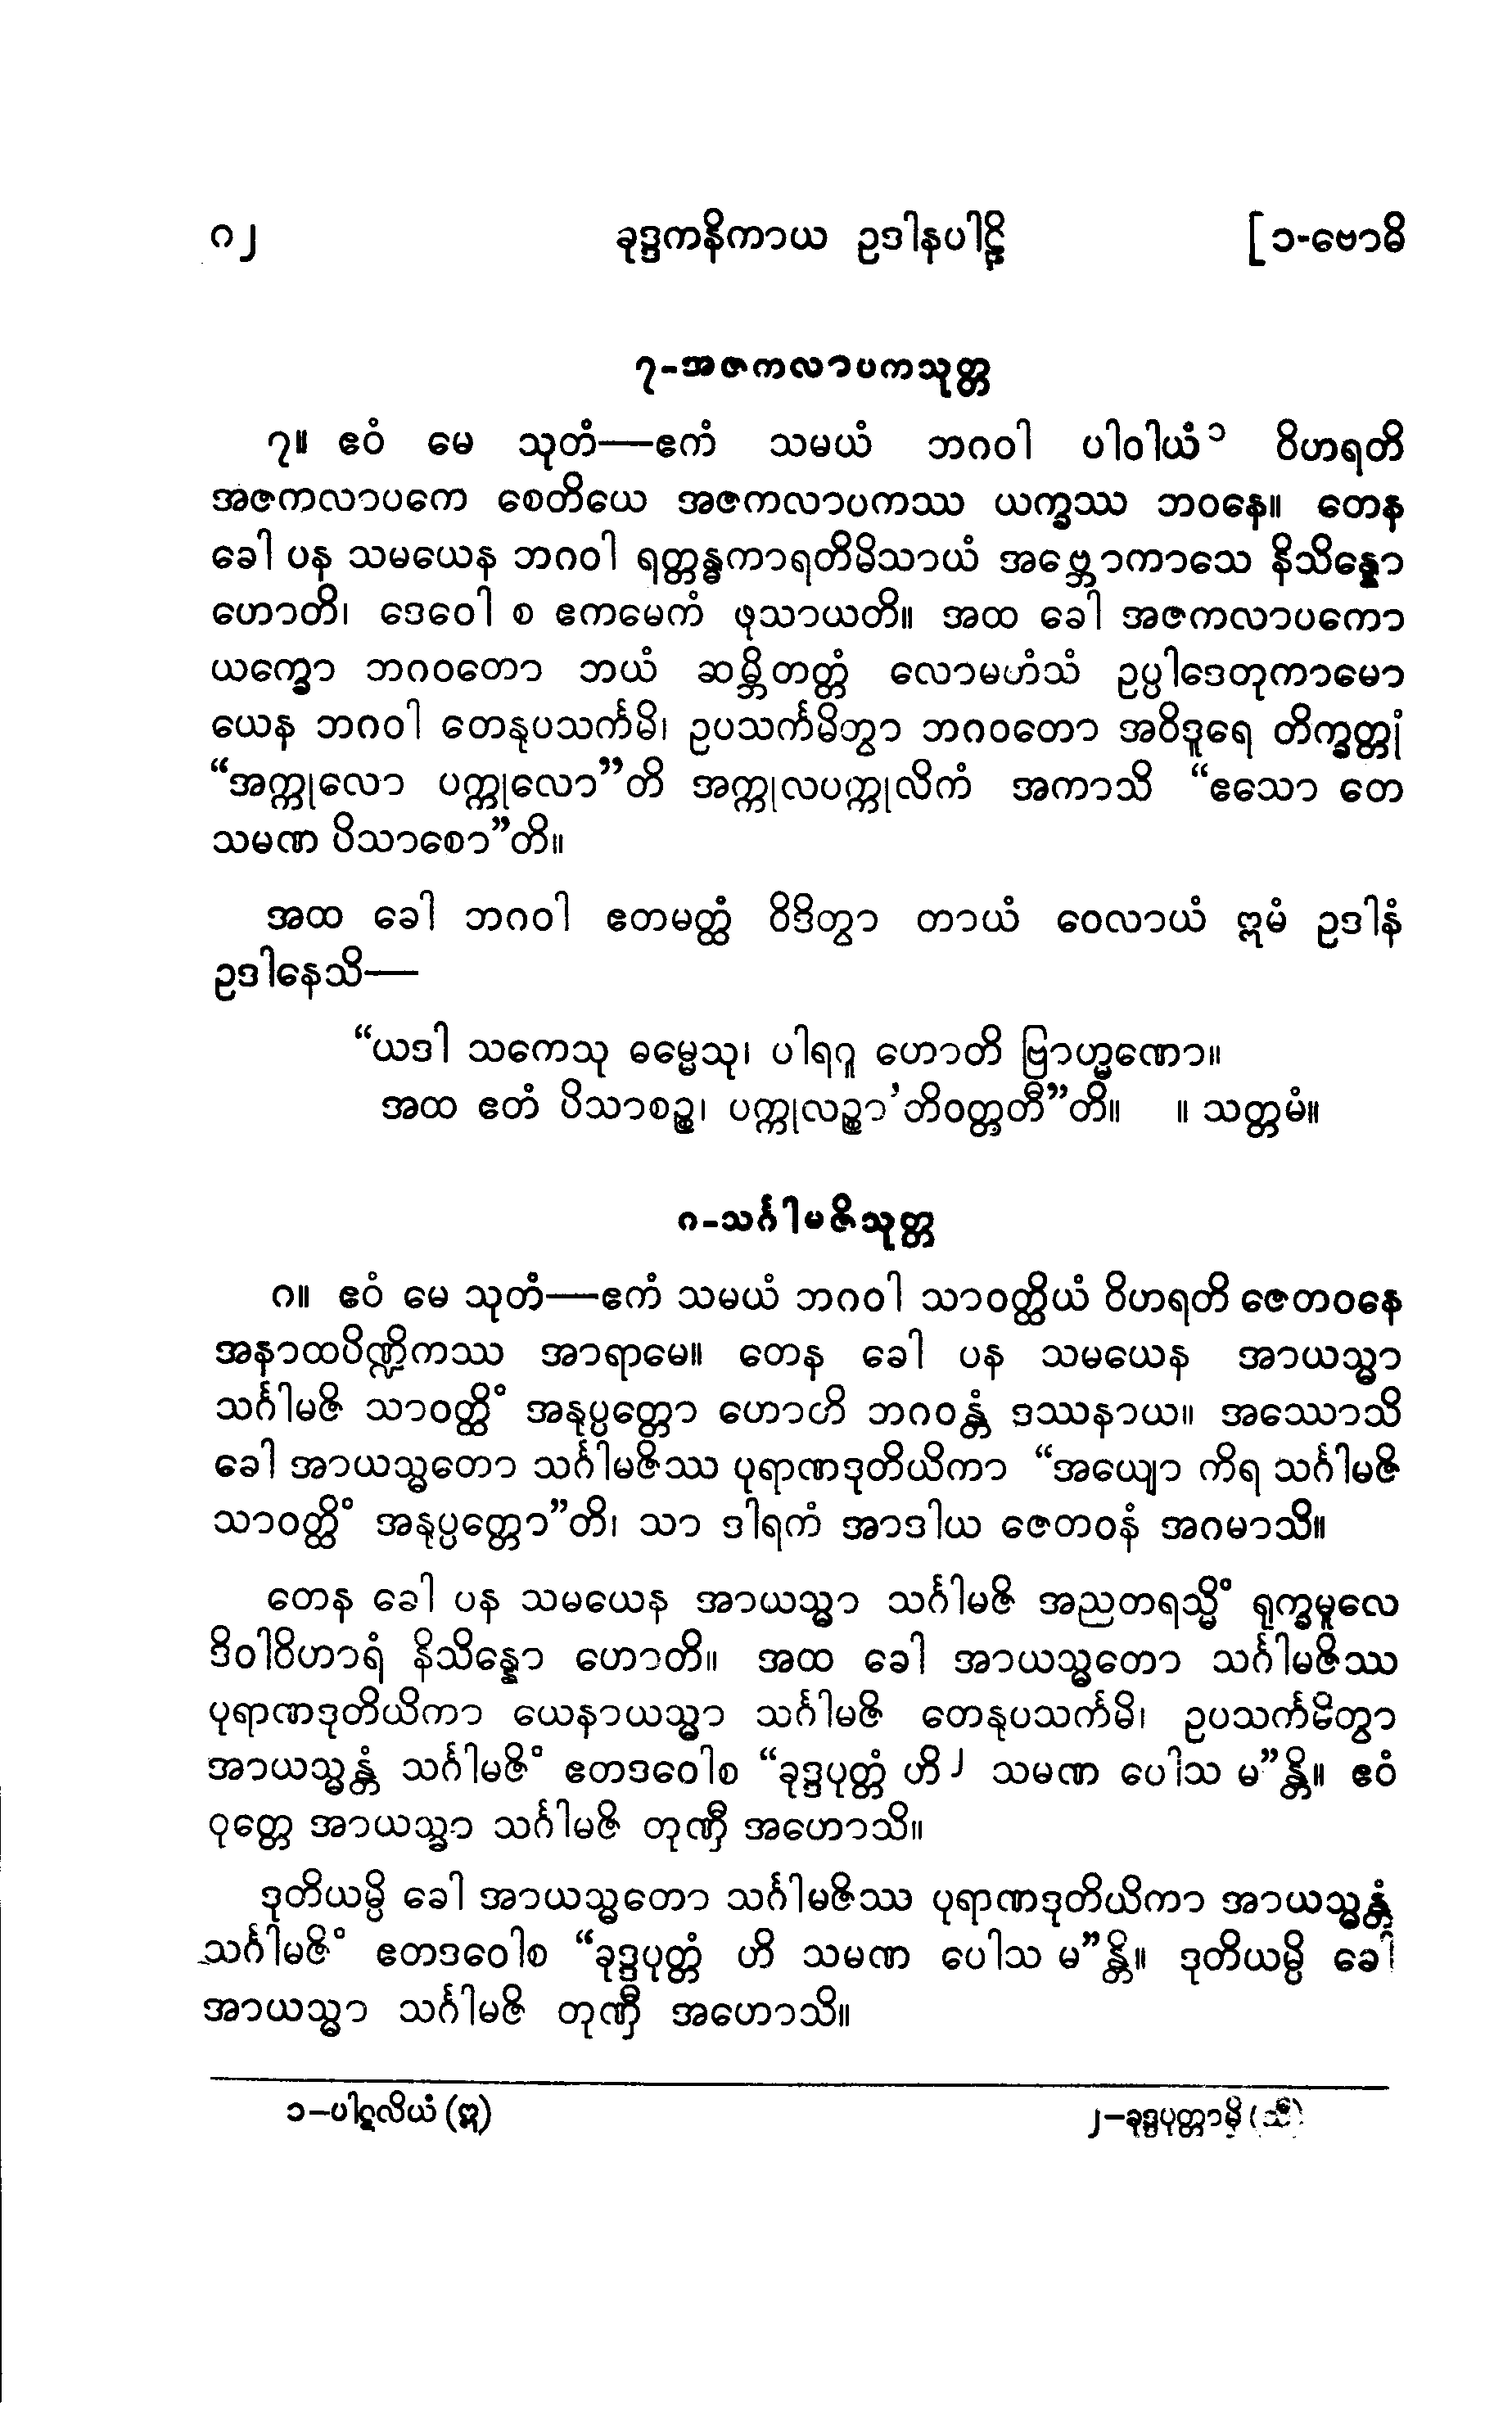 ၈၂ ခုဒ္ဒကနိကာယ ဥဒါနပါဠိ [၁-ဗောဓိ
၇-အဇကလာပကသုတ္တ
၇။ ဧဝံ မေ သုတံ—ဧကံ သမယံ ဘဂဝါ ပါဝါယံ၁ ဝိဟရတိ
အဇကလာပကေ စေတိယေ အဇကလာပကဿ ယက္ခဿ ဘဝနေ။ တေန
ခေါ ပန သမယေန ဘဂဝါ ရတ္တန္ဓကာရတိမိသာယံ အဗ္ဘောကာသေ နိသိန္နော
ဟောတိ၊ ဒေဝေါ စ ဧကမေကံ ဖုသာယတိ။ အထ ခေါ အဇကလာပကော
ယက္ခော ဘဂဝတော ဘယံ ဆမ္ဘိတတ္တံ လောမဟံသံ ဥပ္ပါဒေတုကာမော
ယေန ဘဂဝါ တေနုပသင်္ကမိ၊ ဥပသင်္ကမိတွာ ဘဂဝတော အဝိဒူရေ တိက္ခတ္တုံ
“အက္ကုလော ပက္ကုလော”တိ အက္ကုလပက္ကုလိကံ အကာသိ “ဧသော တေ
သမဏ ပိသာစော”တိ။
အထ ခေါ ဘဂဝါ ဧတမတ္ထံ ဝိဒိတွာ တာယံ ဝေလာယံ ဣမံ ဥဒါနံ
ဥဒါနေသိ—
“ယဒါ သကေသု ဓမ္မေသု၊ ပါရဂူ ဟောတိ ဗြာဟ္မဏော။
အထ ဧတံ ပိသာစဉ္စ၊ ပက္ကုလဉ္စာ’တိဝတ္တတီ”တိ။ ။ သတ္တမံ။
၈-သင်္ဂါမဇိသုတ္တ
၈။ ဧဝံ မေ သုတံ—ဧကံ သမယံ ဘဂဝါ သာဝတ္ထိယံ ဝိဟရတိ ဇေတဝနေ
အနာထပိဏ္ဍိကဿ အာရာမေ။ တေန ခေါ ပန သမယေန အာယသ္မာ
သင်္ဂါမဇိ သာဝတ္ထိံ အနုပ္ပတ္တော ဟောတိ ဘဂဝန္တံ ဒဿနာယ။ အဿောသိ
ခေါ အာယသ္မတော သင်္ဂါမဇိဿ ပုရာဏဒုတိယိကာ “အယျော ကိရ သင်္ဂါမဇိ
သာဝတ္ထိံ အနုပ္ပတ္တော”တိ၊ သာ ဒါရကံ အာဒါယ ဇေတဝနံ အဂမာသိ။
တေန ခေါ ပန သမယေန အာယသ္မာ သင်္ဂါမဇိ အညတရသ္မိံ ရုက္ခမူလေ
ဒိဝါဝိဟာရံ နိသိန္နော ဟောတိ။ အထ ခေါ အာယသ္မတော သင်္ဂါမဇိဿ
ပုရာဏဒုတိယိကာ ယေနာယသ္မာ သင်္ဂါမဇိ တေနုပသင်္ကမိ၊ ဥပသင်္ကမိတွာ
အာယသ္မန္တံ သင်္ဂါမဇိံ ဧတဒဝေါစ “ခုဒ္ဒပုတ္တံ ဟိ၂ သမဏ ပေါသ မ”န္တိ။ ဧဝံ
ဝုတ္တေ အာယသ္မာ သင်္ဂါမဇိ တုဏှီ အဟောသိ။
ဒုတိယမ္ပိ ခေါ အာယသ္မတော သင်္ဂါမဇိဿ ပုရာဏဒုတိယိကာ အာယသ္မန္တံ
သင်္ဂါမဇိံ ဧတဒဝေါစ “ခုဒ္ဒပုတ္တံ ဟိ သမဏ ပေါသ မ”န္တိ။ ဒုတိယမ္ပိ ခေါ
အာယသ္မာ သင်္ဂါမဇိ တုဏှီ အဟောသိ။
၁–ပါဋလိယံ (ဣ) ၂–ခုဒ္ဒပုတ္တာမှိ (သီ)